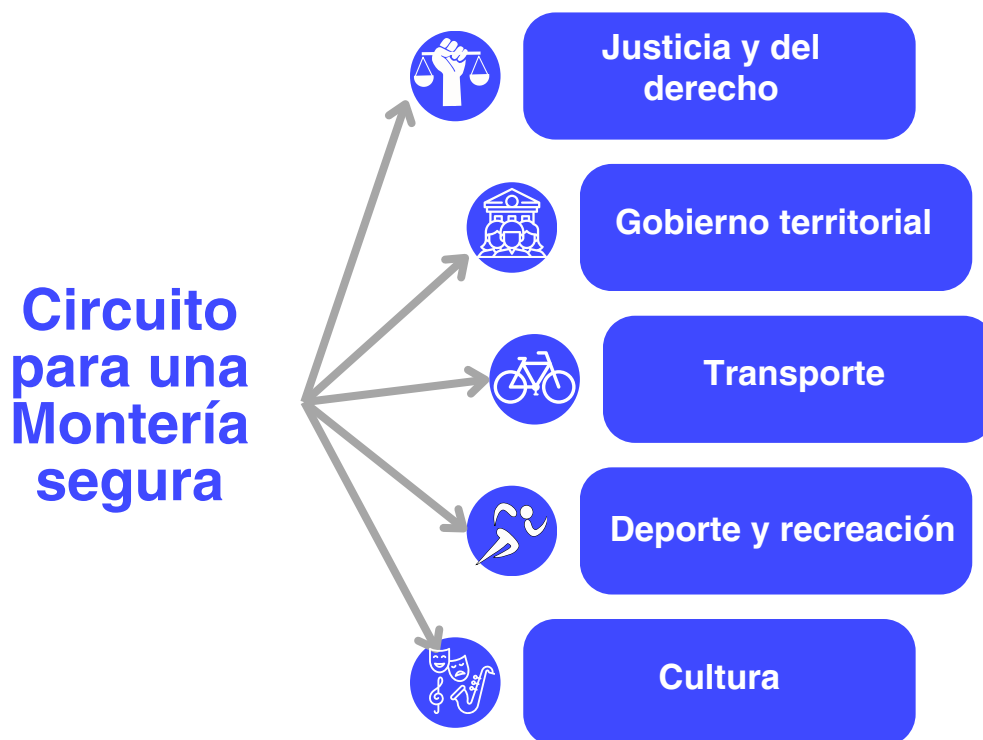 Circuito
para una
Montería
segura
Justicia y del
derecho
Gobierno territorial
Transporte
Deporte y recreación
Cultura